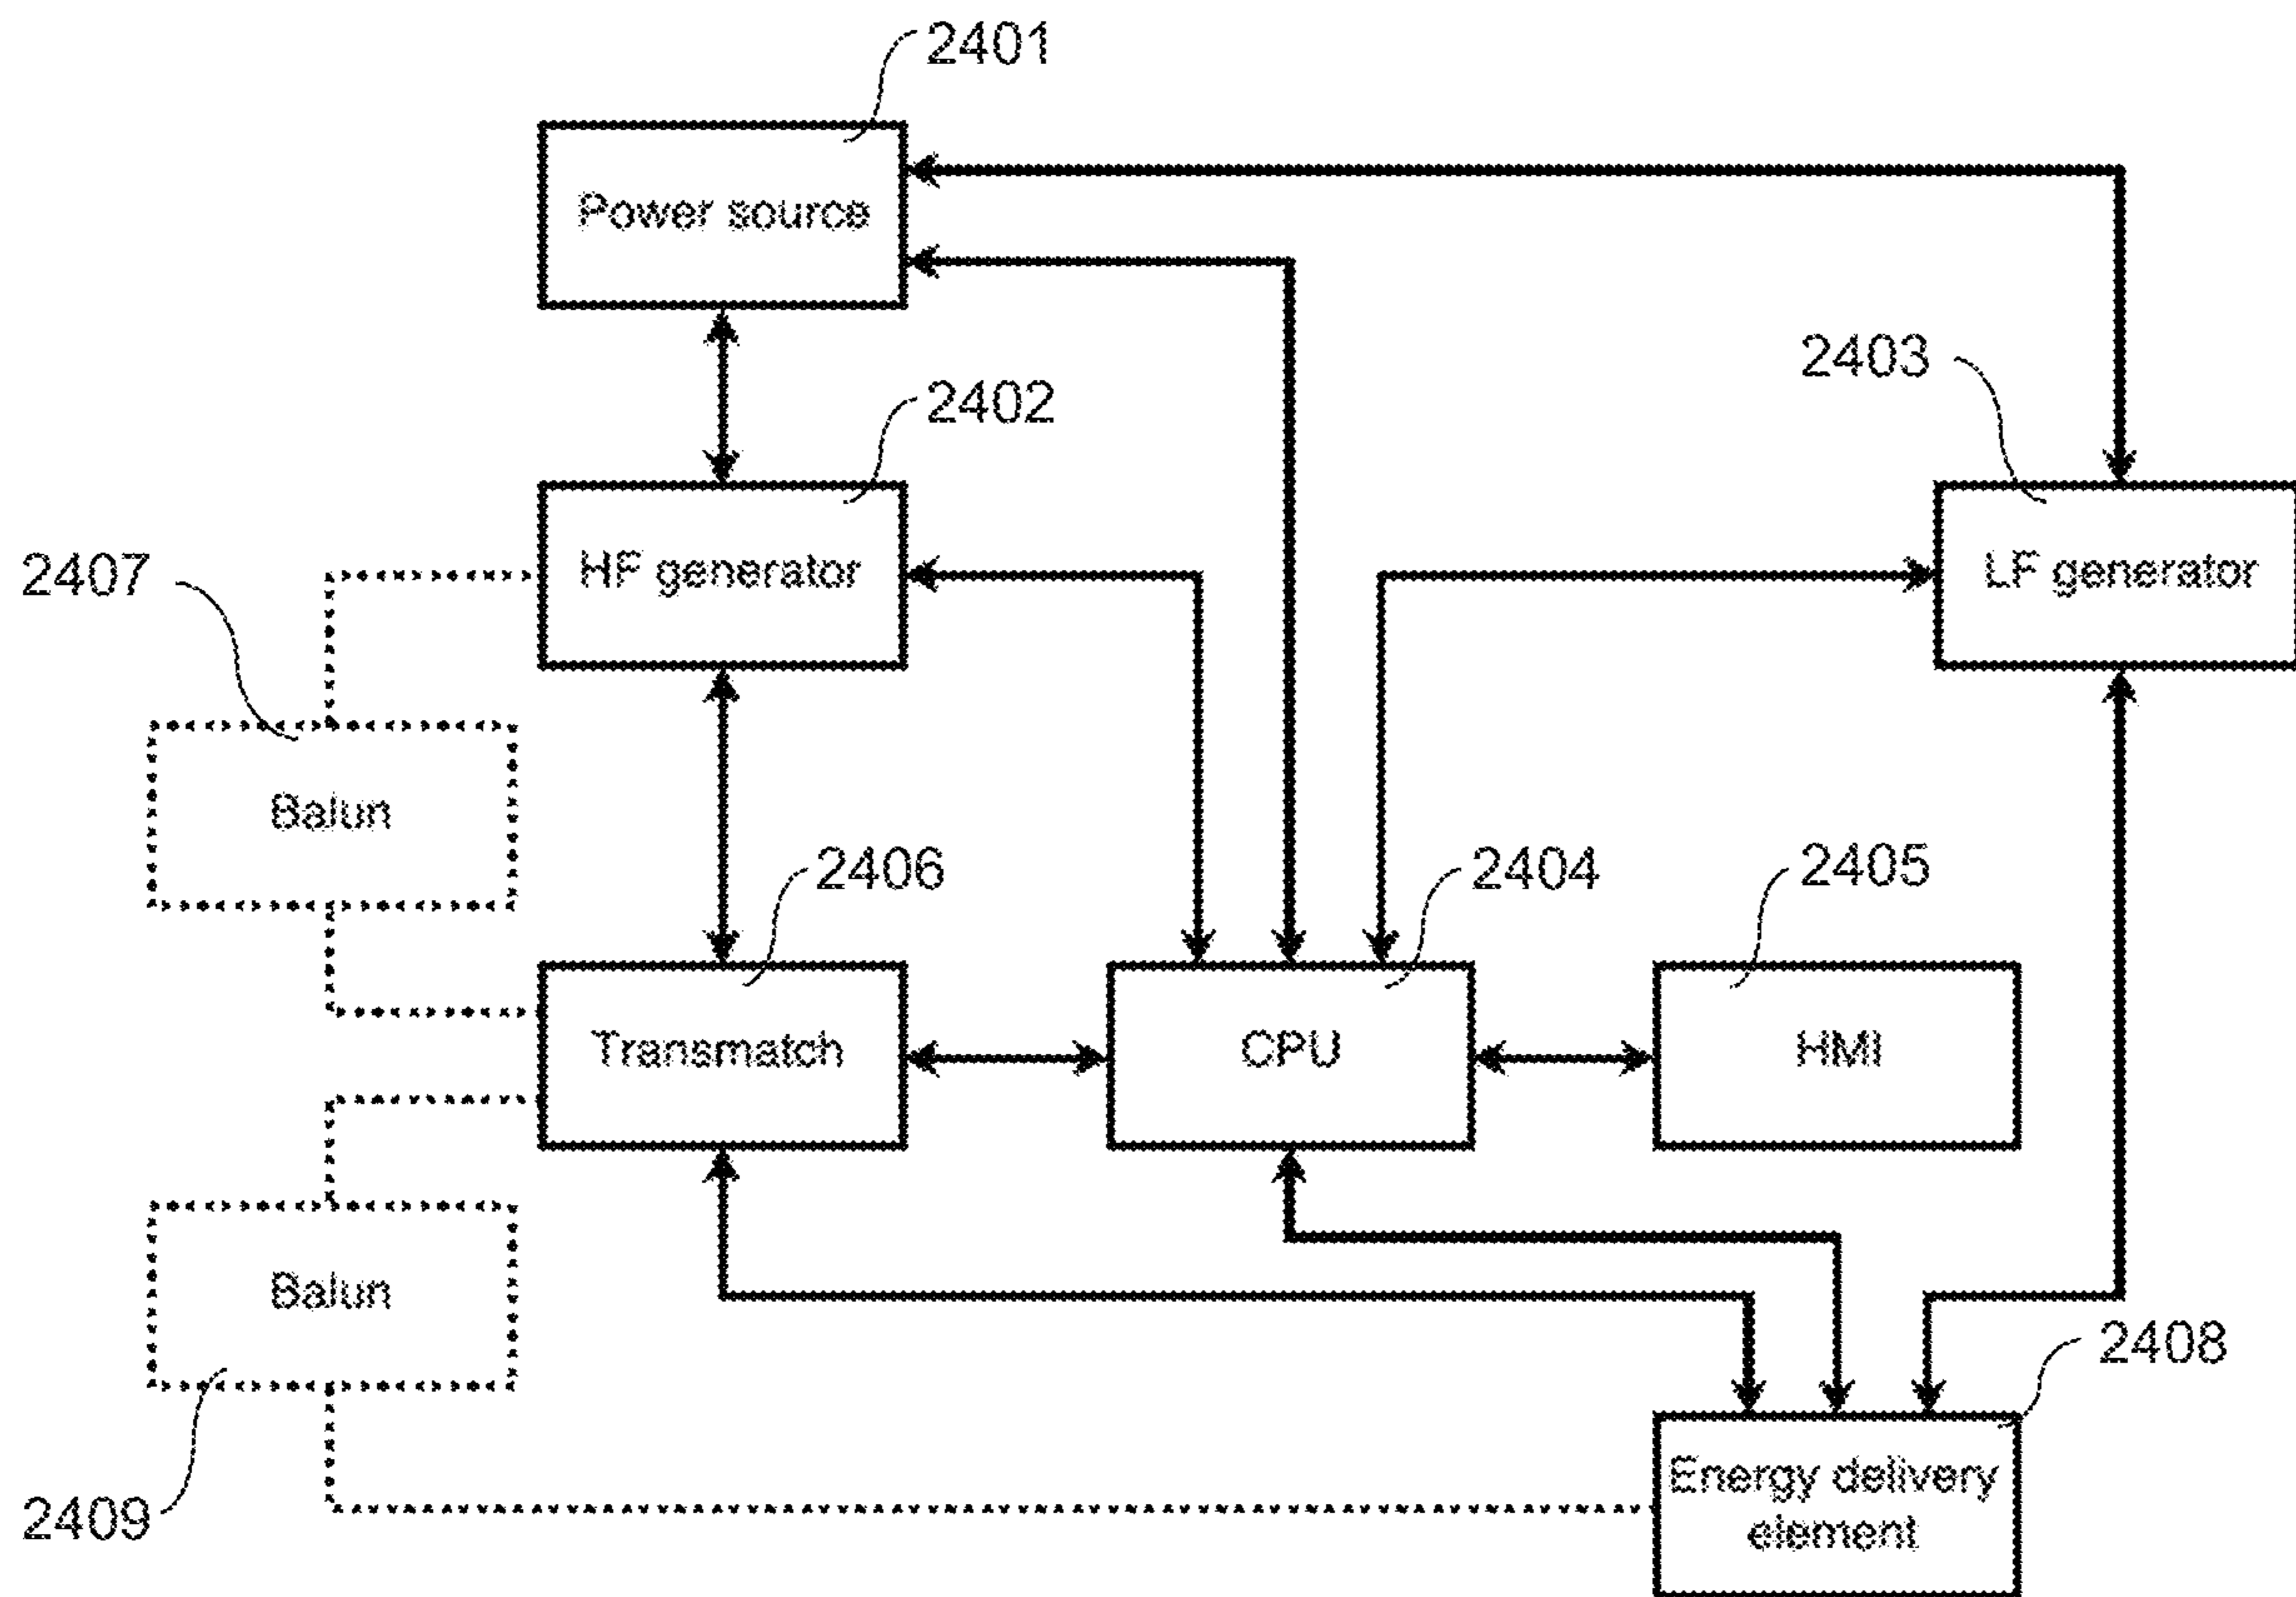 2401
Power source
2402
2403
HF generator
LF generator
2407
Balun
2406
2404
2405
Transmatch
CPU
HMI
Balun
2408
2409
Energy delivery
element